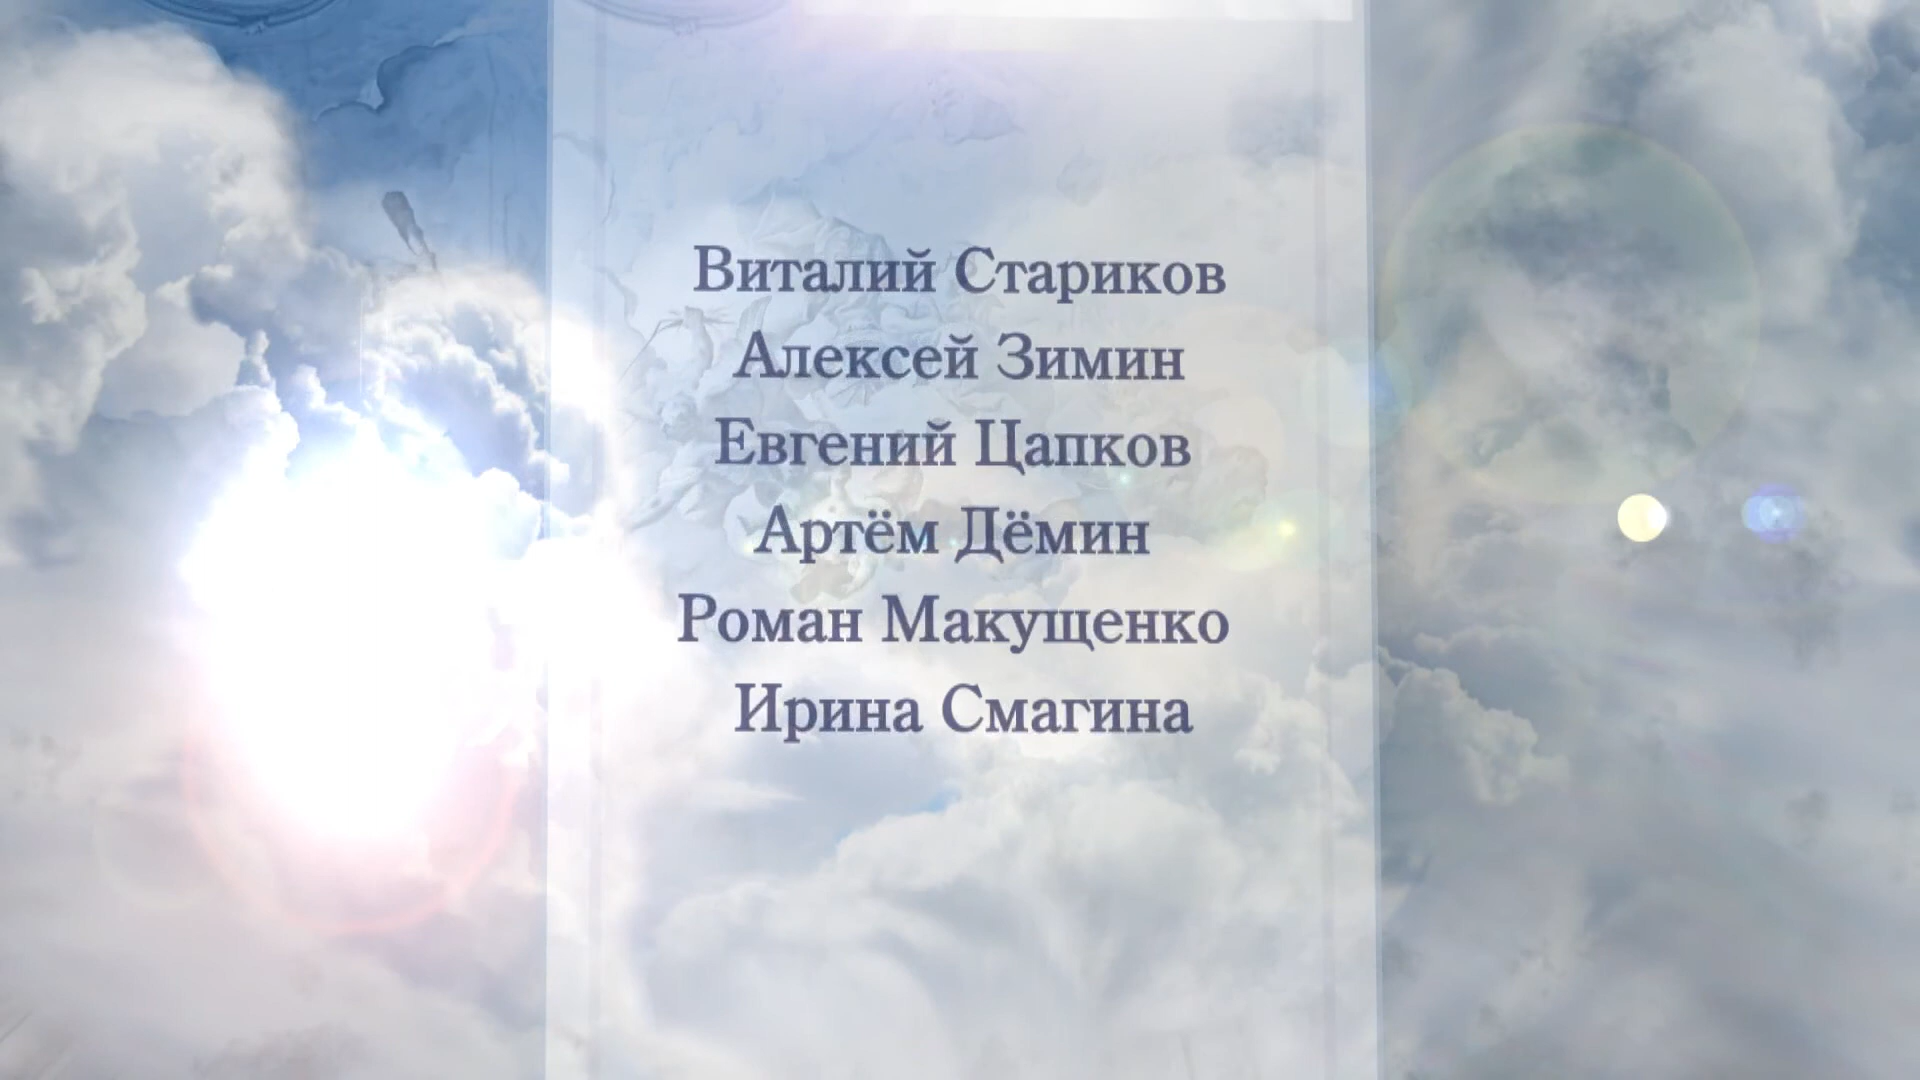 Виталий Стариков
Алексей Зимин
Евгений Цапков
Артём Дёмин
Роман Макущенко
Ирина Смагина